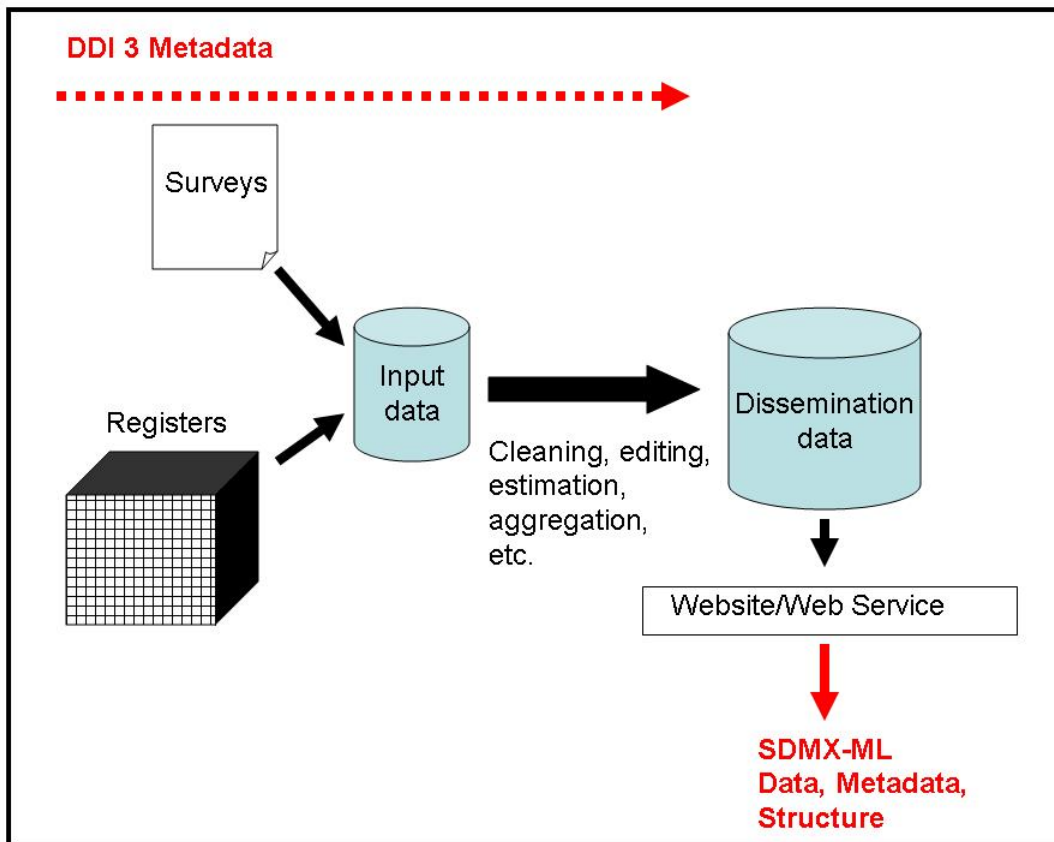 DDI 3 Metadata
Surveys
Registers
Input
data
Cleaning, editing,
estimation,
aggregation,
etc.
Dissemination
data
Website/Web Service
SDMX-ML
Data, Metadata,
Structure